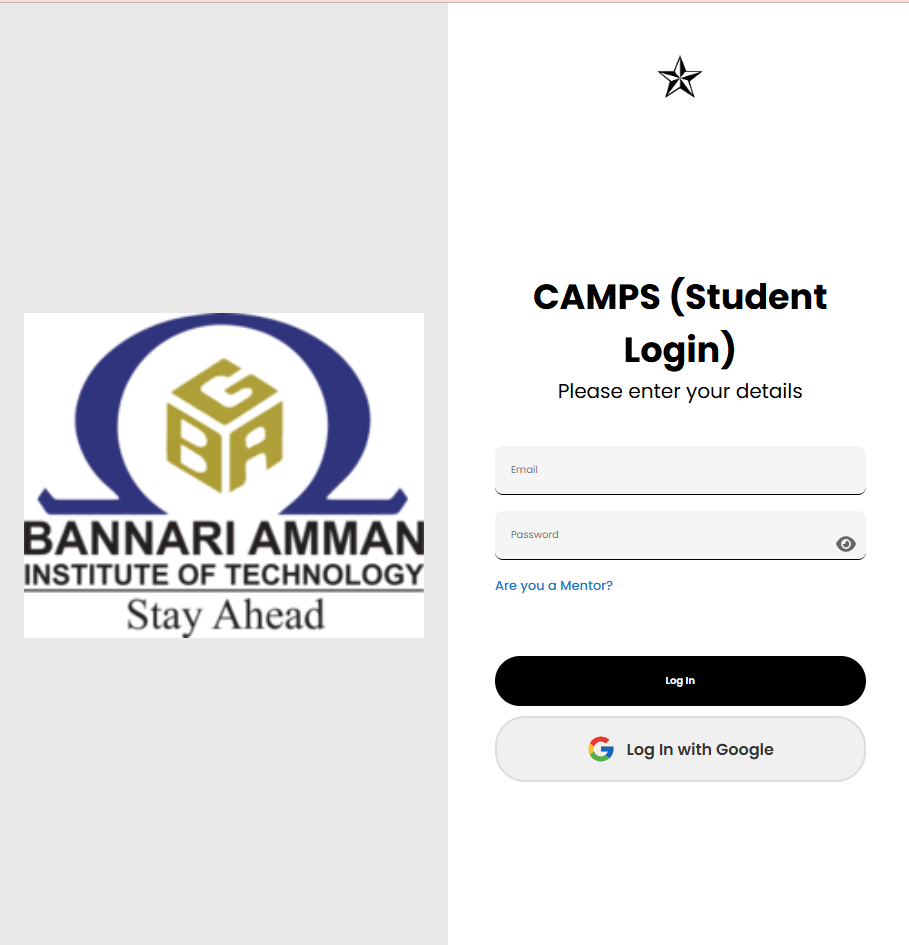 G
BA
BANNARI AMMAN
INSTITUTE OF TECHNOLOGY
Stay Ahead
CAMPS (Student
Login)
Please enter your details
Email
Password
Are you a Mentor?
Log In
Log In with Google